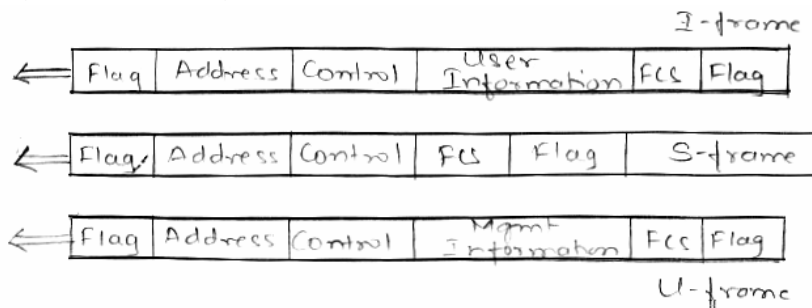 I-frame
Flag Address Control User Information FCS Flag
Flag Address Control FCS Flag S-frame
Flag Address Control Mgmt Information FCS Flag
U-frame